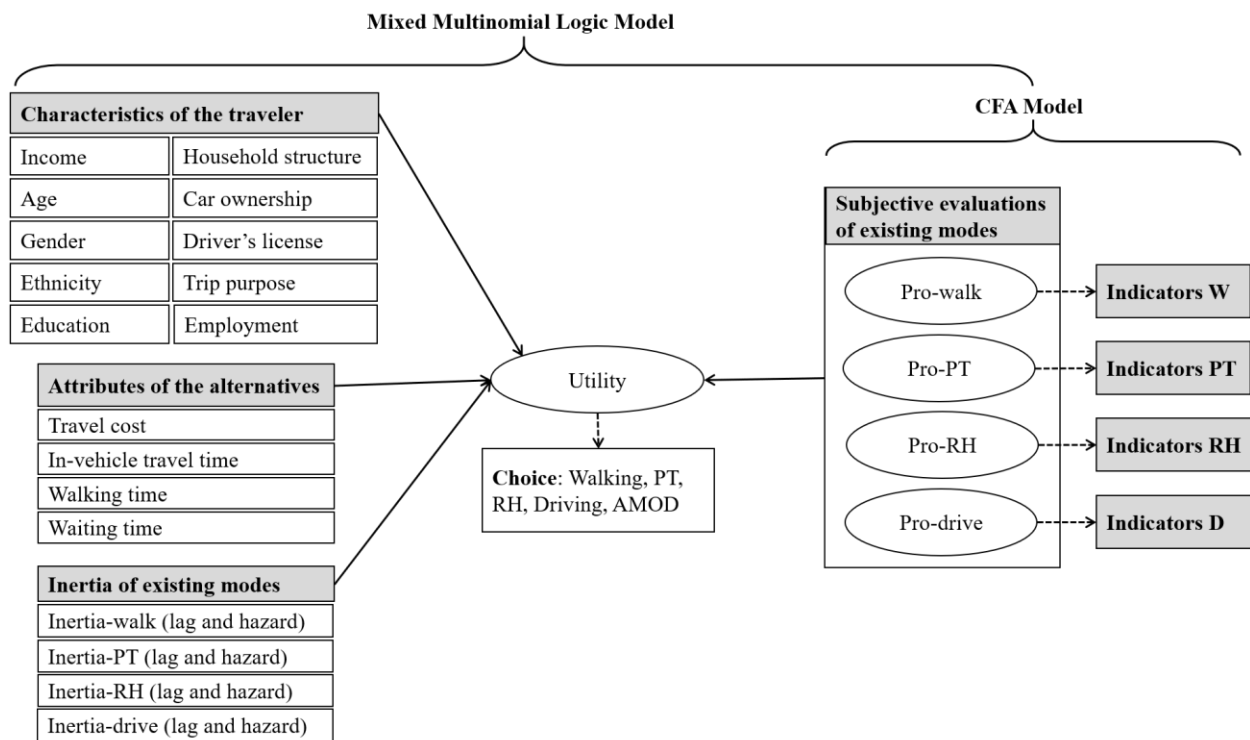 Mixed Multinomial Logic Model
CFA Model
Characteristics of the traveler
Income
Household structure
Age
Car ownership
Gender
Driver's license
Ethnicity
Trip purpose
Education
Employment
Attributes of the alternatives
Travel cost
In-vehicle travel time
Walking time
Waiting time
Inertia of existing modes
Inertia-walk (lag and hazard)
Inertia-PT (lag and hazard)
Inertia-RH (lag and hazard)
Inertia-drive (lag and hazard)
Utility
Choice: Walking, PT,
RH, Driving, AMOD
Subjective evaluations
of existing modes
Pro-walk
Indicators W
Pro-PT
Indicators PT
Pro-RH
Indicators RH
Pro-drive
Indicators D